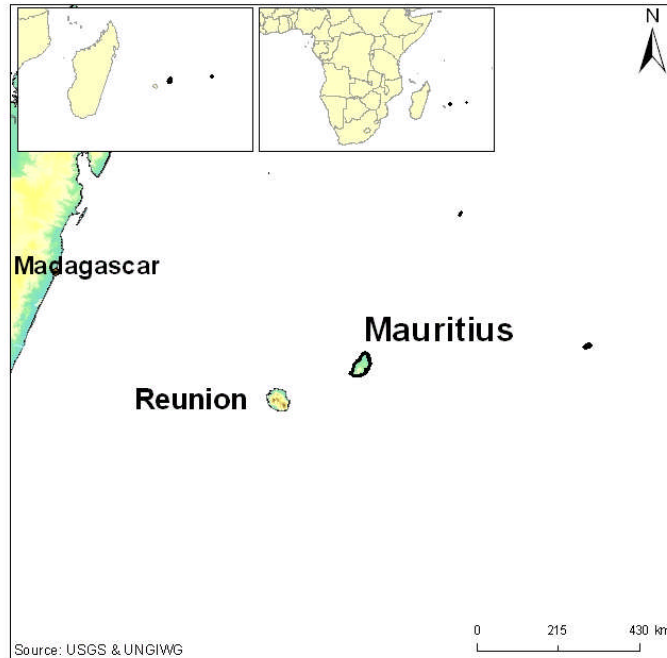 N
Madagascar
Mauritius
Reunion
0 215 430 km
Source: USGS & UNGIWG